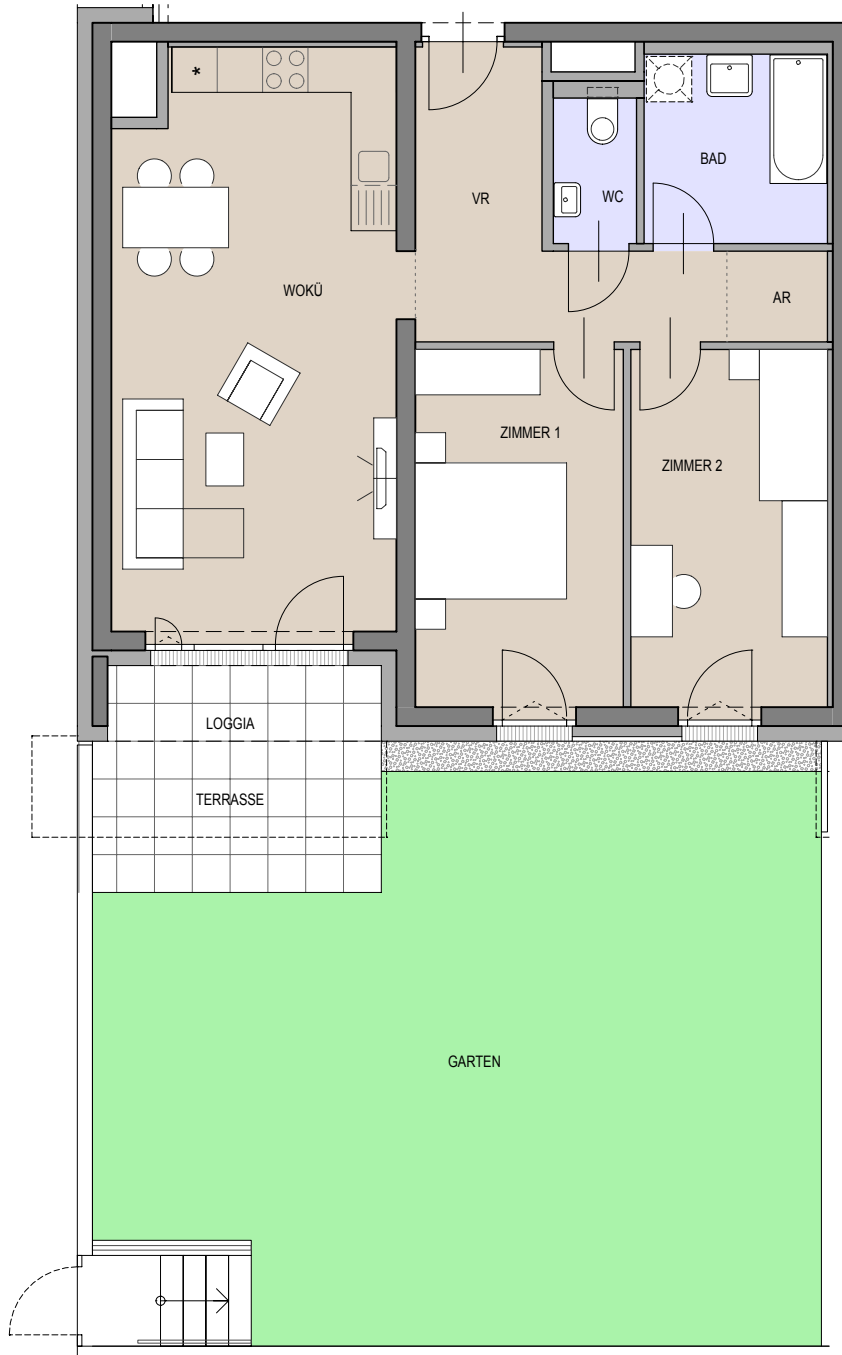 *
BAD
WC
VR
WOKÜ
AR
ZIMMER 1
ZIMMER 2
LOGGIA
TERRASSE
GARTEN